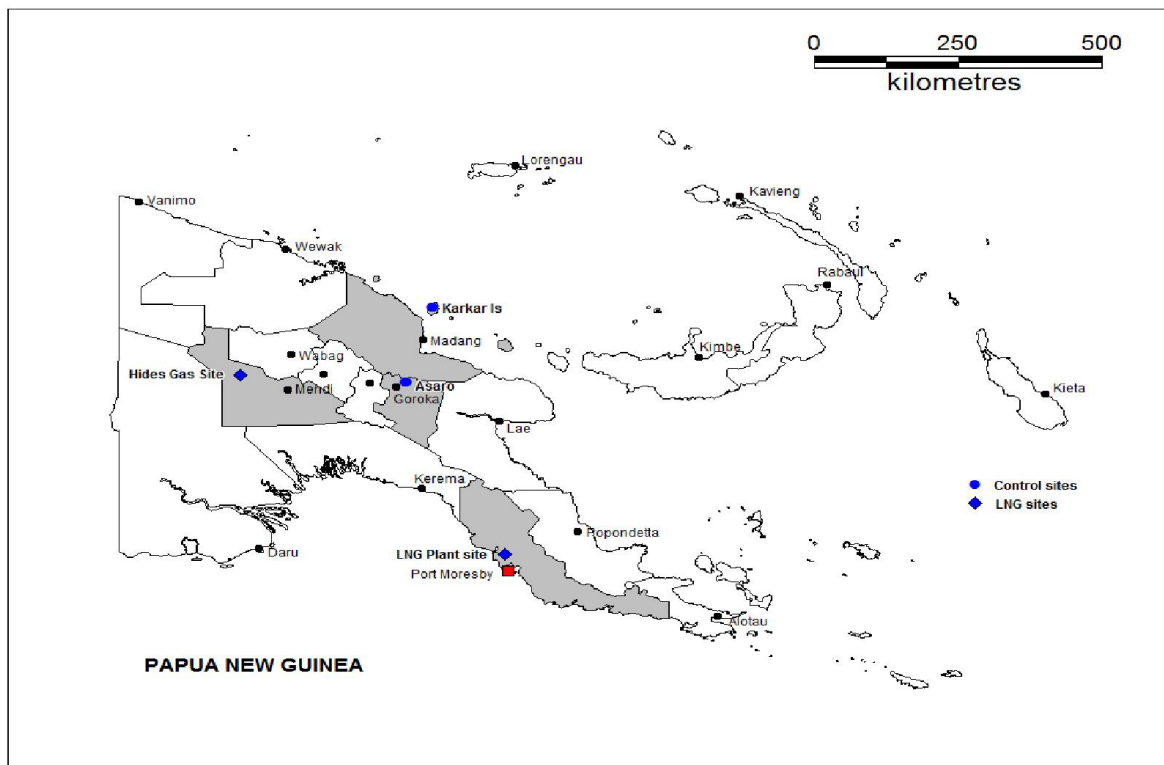 0 250 500
kilometres
Lorengau
Vanimo
Kavieng
Wewak
Rabaul
Karkar Is
Madang
Kimbe
Wabag
Hides Gas Site
Mendi
Asaro
Goroka
Kieta
Lae
Kerema
Control sites
LNG sites
Popondetta
Daru
LNG Plant site
Port Moresby
Alotau
PAPUA NEW GUINEA